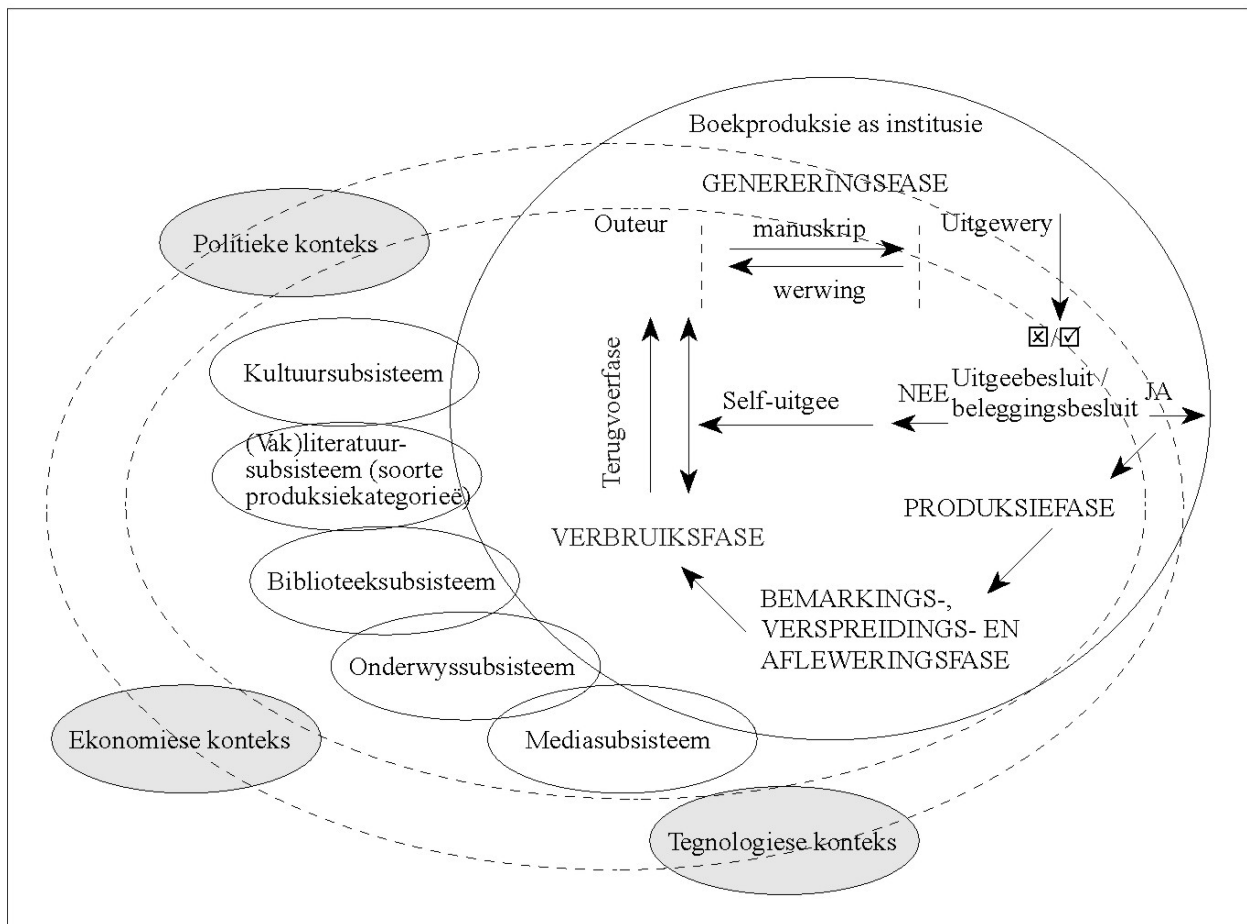 Boekproduksie as institusie
GENERERINGSFASE
Outeur
manuskrip
Uitgewery
werwing
Politieke konteks
Kultuursubsisteem
(Vak)literatuur-
subsisteem (soorte
produksiekategorieë)
Biblioteeksubsisteem
Onderwyssubsisteem
Mediasubsisteem
Ekonomiese konteks
Tegnologiese konteks
Terugvoerfase
Self-uitgee
NEE
Uitgeebesluit /
beleggingsbesluit
JA
PRODUKSIEFASE
VERBRUIKSFASE
BEMARKINGS-,
VERSPREIDINGS- EN
AFLEWERINGSFASE